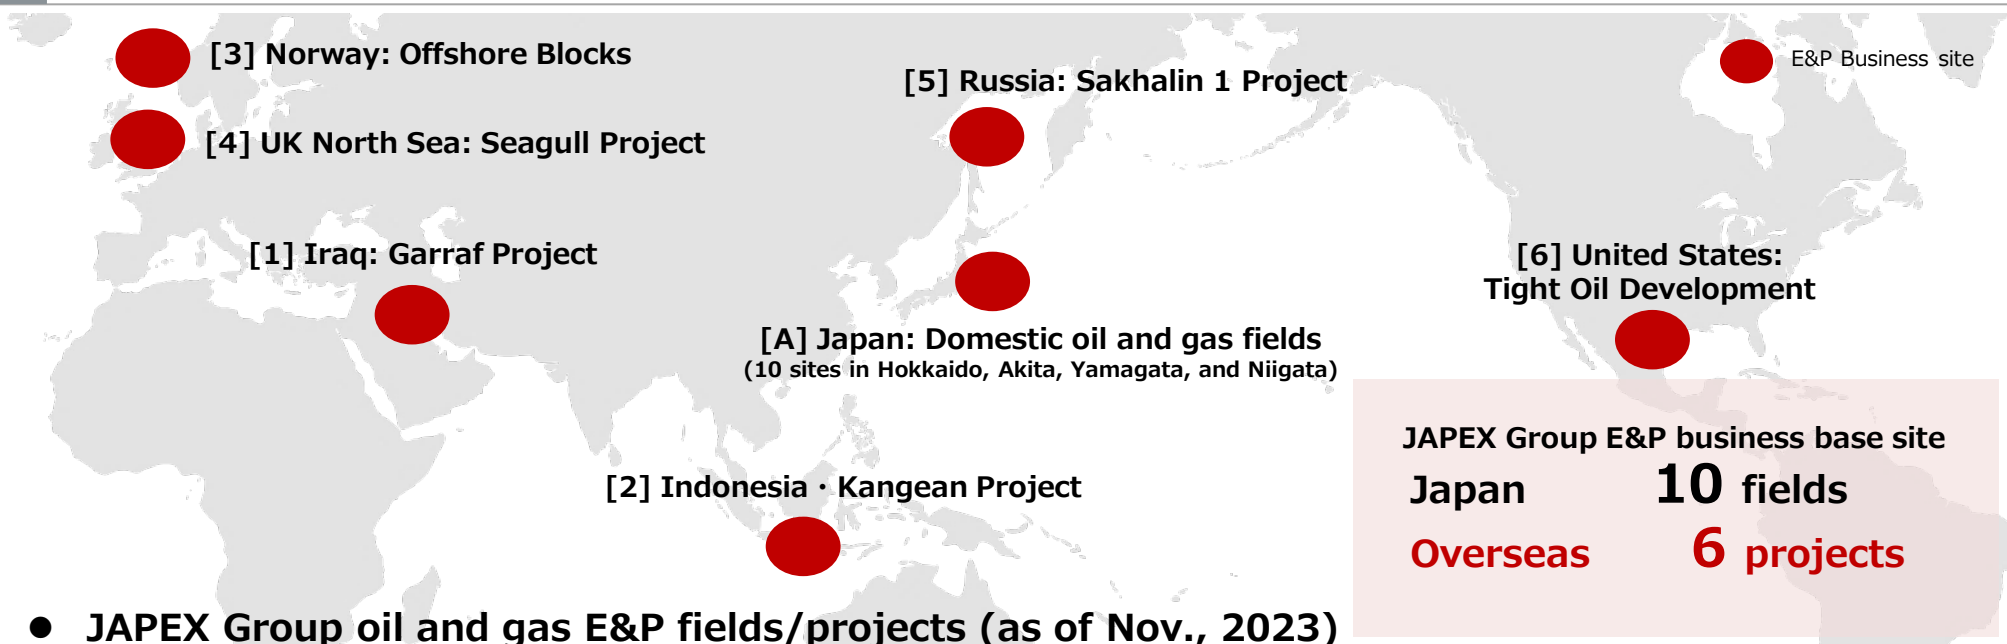 [3] Norway: Offshore Blocks
E&P Business site
[5] Russia: Sakhalin 1 Project
[4] UK North Sea: Seagull Project
[1] Iraq: Garraf Project
[6] United States:
Tight Oil Development
[A] Japan: Domestic oil and gas fields
(10 sites in Hokkaido, Akita, Yamagata, and Niigata)
[2] Indonesia・Kangean Project
JAPEX Group E&P business base site
Japan 10 fields
Overseas 6 projects
● JAPEX Group oil and gas E&P fields/projects (as of Nov., 2023)